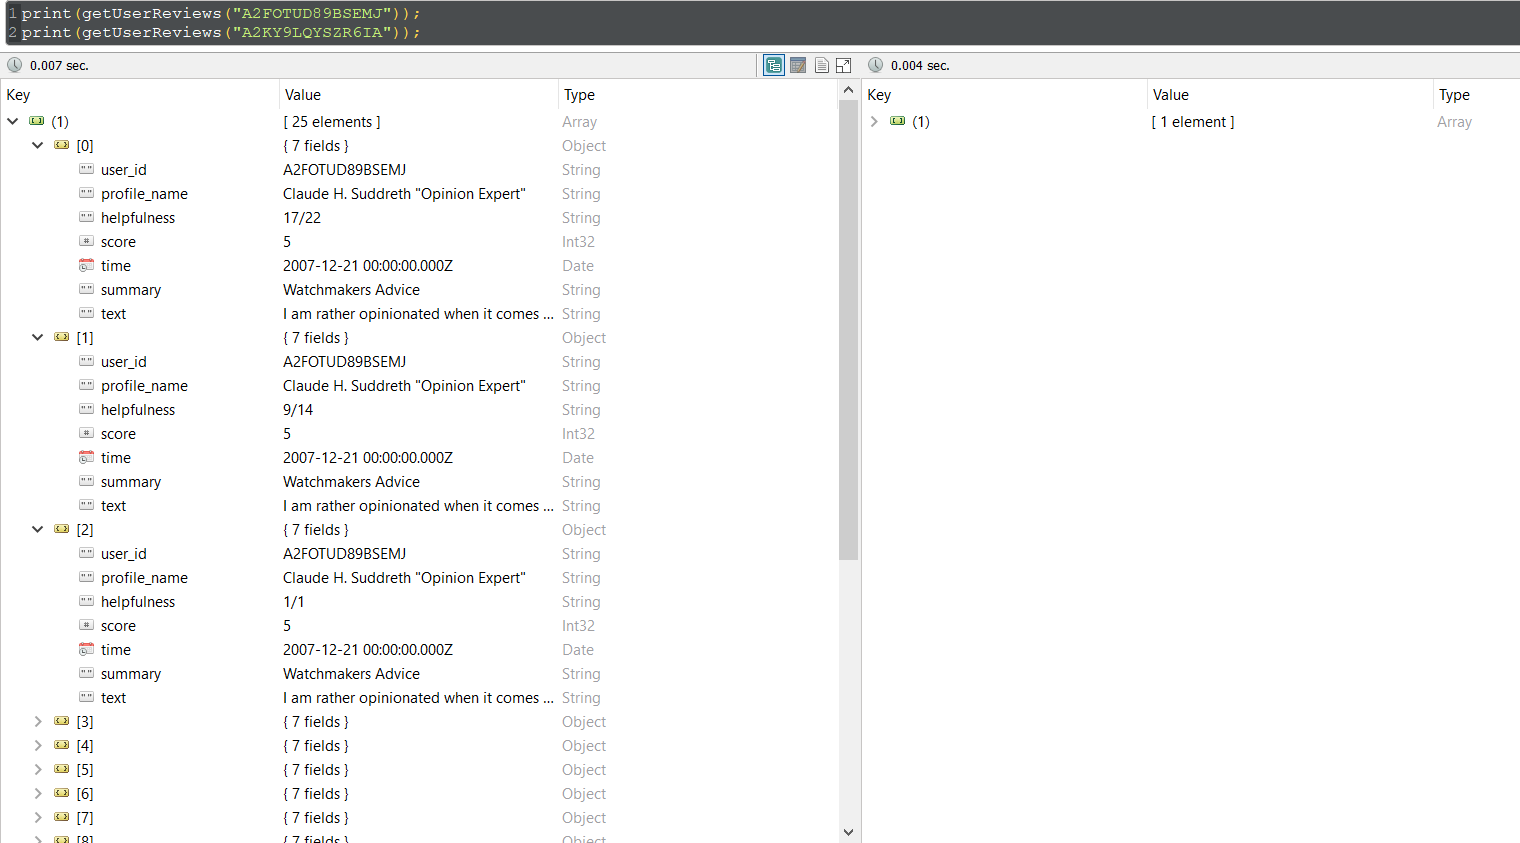 1 print(getUserReviews("A2FOTUD89BSEMJ"));
2 print(getUserReviews("A2KY9LQYSZR6IA"));
0.007 sec.
Key Value Type
(1) [ 25 elements ] Array
[0] { 7 fields } Object
user_id A2FOTUD89BSEMJ String
profile_name Claude H. Suddreth "Opinion Expert" String
helpfulness 17/22 String
score 5 Int32
time 2007-12-21 00:00:00.000Z Date
summary Watchmakers Advice String
text I am rather opinionated when it comes ... String
[1] { 7 fields } Object
user_id A2FOTUD89BSEMJ String
profile_name Claude H. Suddreth "Opinion Expert" String
helpfulness 9/14 String
score 5 Int32
time 2007-12-21 00:00:00.000Z Date
summary Watchmakers Advice String
text I am rather opinionated when it comes ... String
[2] { 7 fields } Object
user_id A2FOTUD89BSEMJ String
profile_name Claude H. Suddreth "Opinion Expert" String
helpfulness 1/1 String
score 5 Int32
time 2007-12-21 00:00:00.000Z Date
summary Watchmakers Advice String
text I am rather opinionated when it comes ... String
[3] { 7 fields } Object
[4] { 7 fields } Object
[5] { 7 fields } Object
[6] { 7 fields } Object
[7] { 7 fields } Object
[8] { 7 fields } Object
0.004 sec.
Key Value Type
(1) [ 1 element ] Array